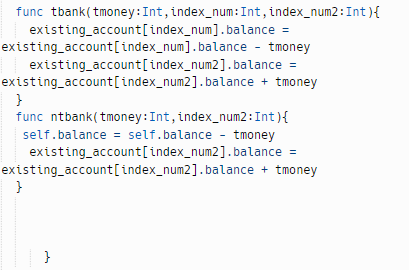 func tbank(tmoney:Int,index_num:Int,index_num2:Int){
existing_account[index_num].balance =
existing_account[index_num].balance - tmoney
existing_account[index_num2].balance =
existing_account[index_num2].balance + tmoney
}
func ntbank(tmoney:Int,index_num2:Int){
self.balance = self.balance - tmoney
existing_account[index_num2].balance =
existing_account[index_num2].balance + tmoney
}
}